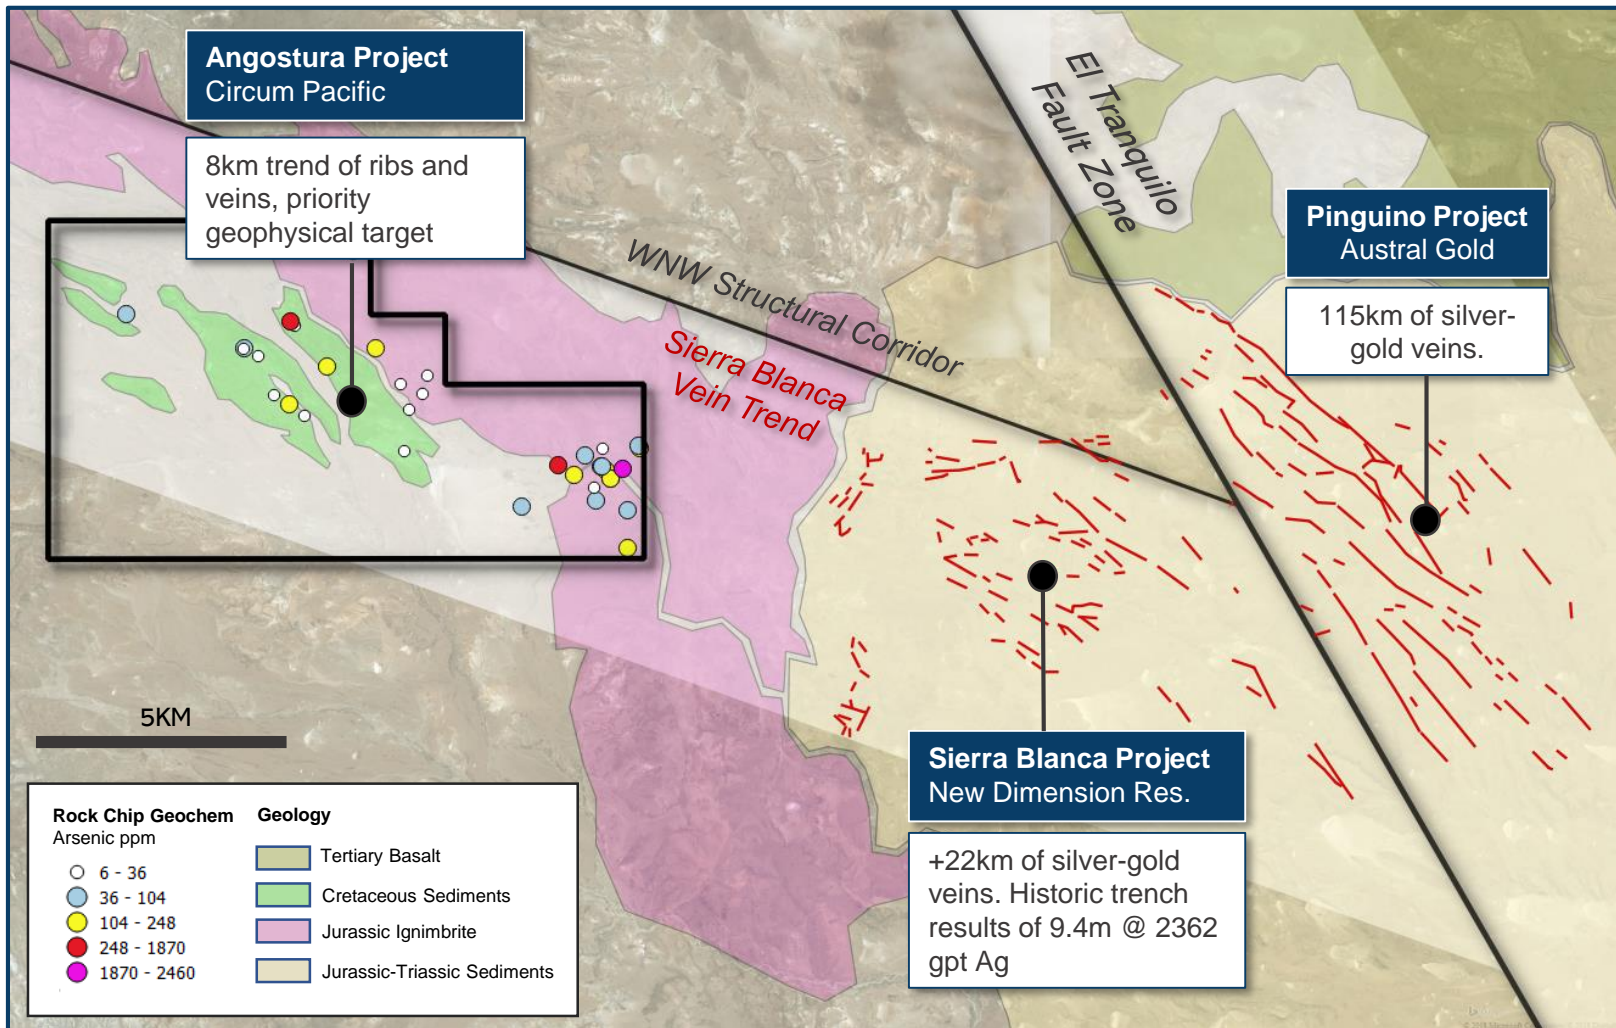 Angostura Project
Circum Pacific
8km trend of ribs and
veins, priority
geophysical target
El Tranquilo
Fault Zone
Pinguino Project
Austral Gold
115km of silver-
gold veins.
WNW Structural Corridor
Sierra Blanca
Vein Trend
5KM
Sierra Blanca Project
New Dimension Res.
+22km of silver-gold
veins. Historic trench
results of 9.4m @ 2362
gpt Ag
Rock Chip Geochem
Arsenic ppm
6 - 36
36 - 104
104 - 248
248 - 1870
1870 - 2460
Geology
Tertiary Basalt
Cretaceous Sediments
Jurassic Ignimbrite
Jurassic-Triassic Sediments